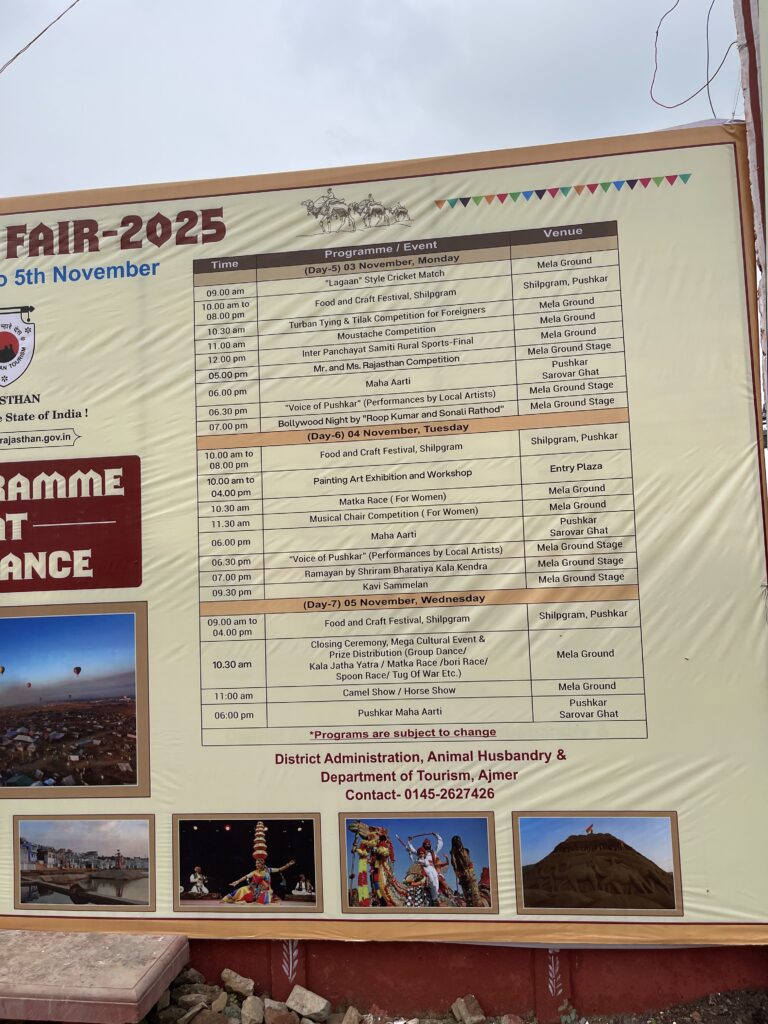 FAIR-2025
o 5th November
ASTHAN
e State of India !
rajasthan.gov.in
RAMME
AT
ANCE
Time Programme / Event Venue
(Day-5) 03 November, Monday
09.00 am "Lagaan" Style Cricket Match Mela Ground
10.00 am to
08.00 pm Food and Craft Festival, Shilpgram Shilpgram, Pushkar
10.30 am Turban Tying & Tilak Competition for Foreigners Mela Ground
11.00 am Moustache Competition Mela Ground
12:00 pm Inter Panchayat Samiti Rural Sports-Final Mela Ground
05.00 pm Mr. and Ms. Rajasthan Competition Mela Ground Stage
06.00 pm Maha Aarti Pushkar
Sarovar Ghat
06.30 pm "Voice of Pushkar" (Performances by Local Artists) Mela Ground Stage
07.00 pm Bollywood Night by "Roop Kumar and Sonali Rathod" Mela Ground Stage
(Day-6) 04 November, Tuesday
10.00 am to
08.00 pm Food and Craft Festival, Shilpgram Shilpgram, Pushkar
10.00 am to
04.00 pm Painting Art Exhibition and Workshop Entry Plaza
10.30 am Matka Race ( For Women) Mela Ground
11.30 am Musical Chair Competition ( For Women) Mela Ground
06.00 pm Maha Aarti Pushkar
Sarovar Ghat
06.30 pm "Voice of Pushkar" (Performances by Local Artists) Mela Ground Stage
07.00 pm Ramayan by Shriram Bharatiya Kala Kendra Mela Ground Stage
09:30 pm Kavi Sammelan Mela Ground Stage
(Day-7) 05 November, Wednesday
09.00 am to
04.00 pm Food and Craft Festival, Shilpgram Shilpgram, Pushkar
10.30 am Closing Ceremony, Mega Cultural Event &
Prize Distribution (Group Dance/
Kala Jatha Yatra / Matka Race /bori Race/
Spoon Race/ Tug Of War Etc.) Mela Ground
11:00 am Camel Show / Horse Show Mela Ground
06:00 pm Pushkar Maha Aarti Pushkar
Sarovar Ghat
*Programs are subject to change
District Administration, Animal Husbandry &
Department of Tourism, Ajmer
Contact- 0145-2627426